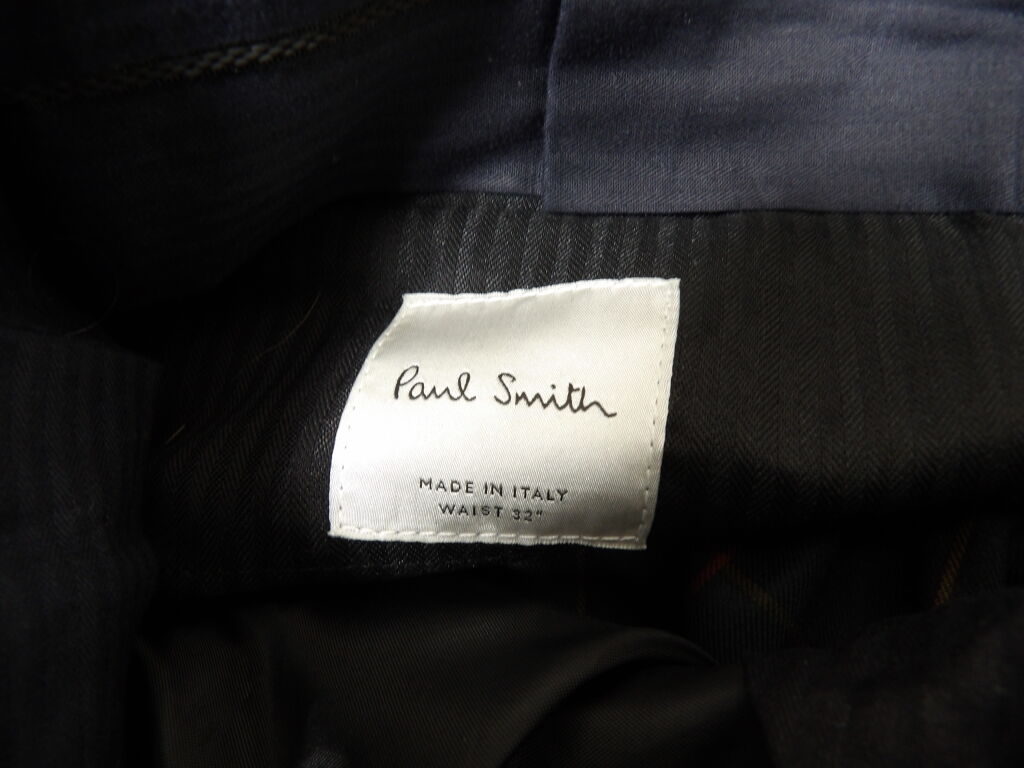 Paul Smith
MADE IN ITALY
WAIST 32"